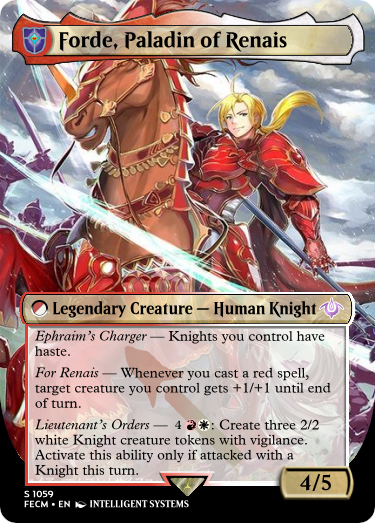 Forde, Paladin of Renais
Legendary Creature — Human Knight
Ephraim's Charger — Knights you control have
haste.
For Renais — Whenever you cast a red spell,
target creature you control gets +1/+1 until end
of turn.
Lieutenant's Orders — 4 : Create three 2/2
white Knight creature tokens with vigilance.
Activate this ability only if attacked with a
Knight this turn.
4/5
S 1059
FECM • EN INTELLIGENT SYSTEMS